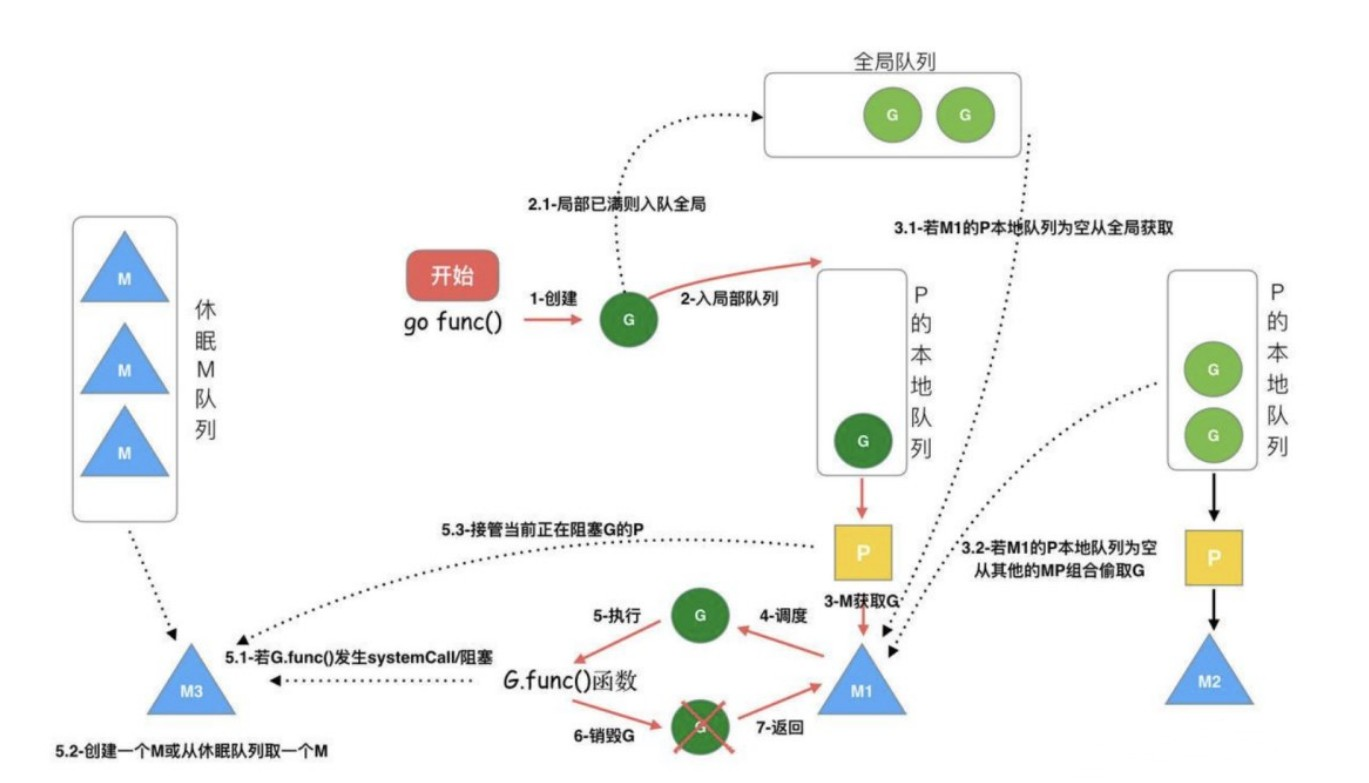 全局队列
G
G
2.1-局部已满则入队全局
3.1-若M1的P本地队列为空从全局获取
开始
go func()
1-创建
G
2-入局部队列
M
M
M
休眠M队列
P的本地队列
G
P的本地队列
G
G
5.3-接管当前正在阻塞G的P
P
3.2-若M1的P本地队列为空
从其他的MP组合偷取G
P
3-M获取G
5-执行
G
4-调度
5.1-若G.func()发生systemCall/阻塞
G.func()函数
M3
M1
M2
6-销毁G
G
7-返回
5.2-创建一个M或从休眠队列取一个M